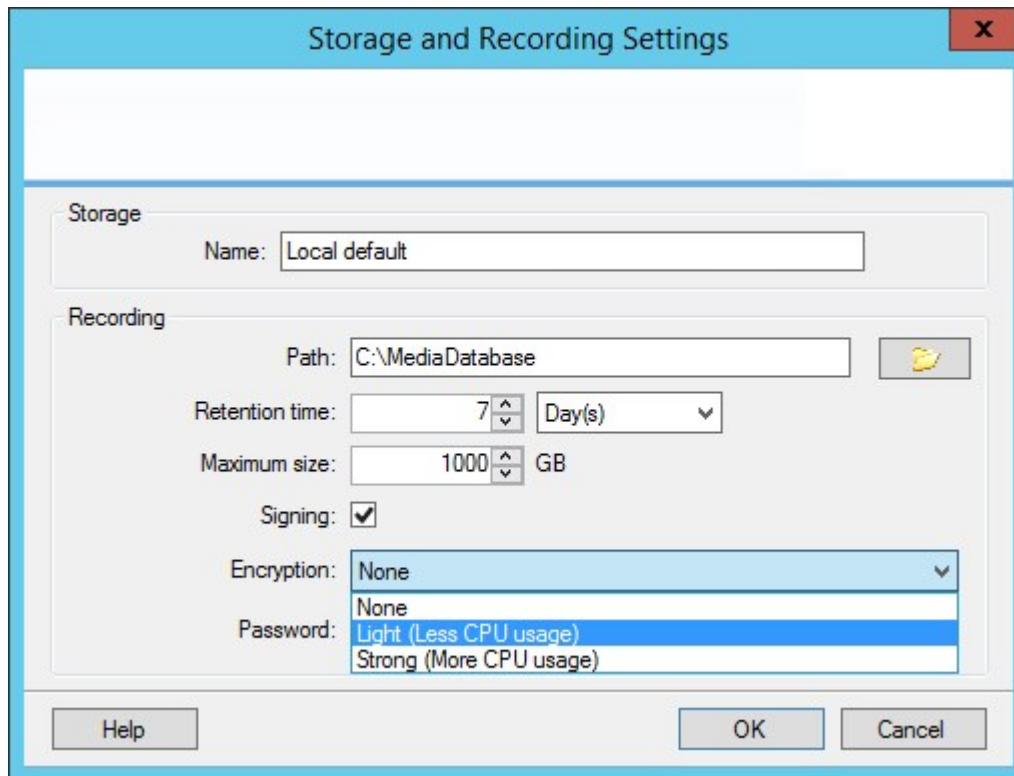 Storage and Recording Settings
x
Storage
Name: Local default
Recording
Path: C:\MediaDatabase
Retention time: 7 Day(s)
Maximum size: 1000 GB
Signing:
Encryption: None
None
Password: Light (Less CPU usage)
Strong (More CPU usage)
Help OK Cancel